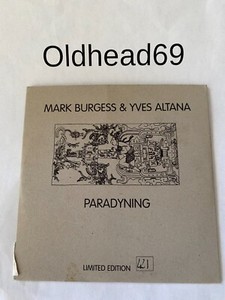 Oldhead69
MARK BURGESS & YVES ALTANA
PARADYNING
LIMITED EDITION